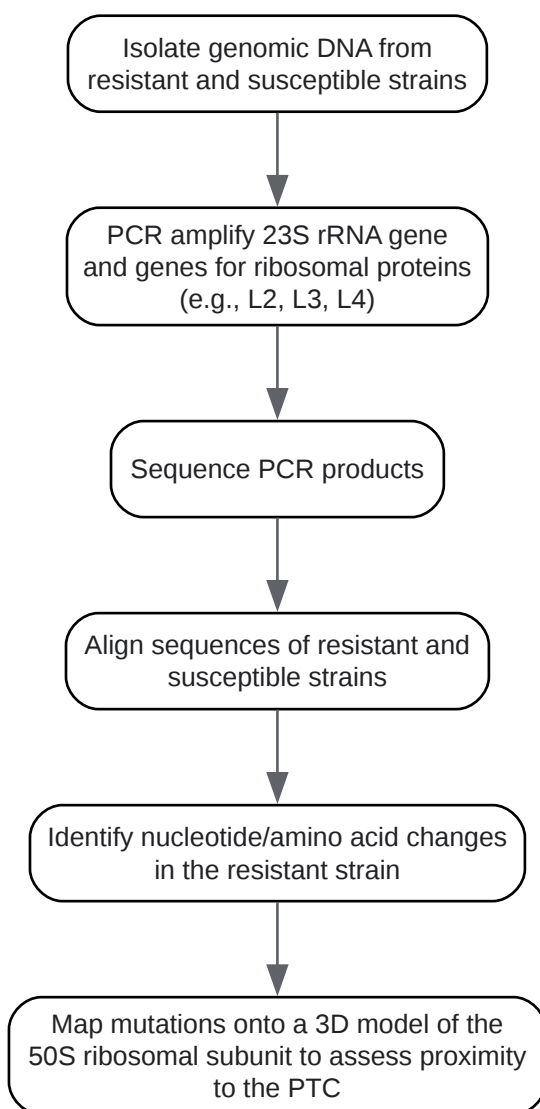 Isolate genomic DNA from
resistant and susceptible strains
PCR amplify 23S rRNA gene
and genes for ribosomal proteins
(e.g., L2, L3, L4)
Sequence PCR products
Align sequences of resistant and
susceptible strains
Identify nucleotide/amino acid changes
in the resistant strain
Map mutations onto a 3D model of the
50S ribosomal subunit to assess proximity
to the PTC